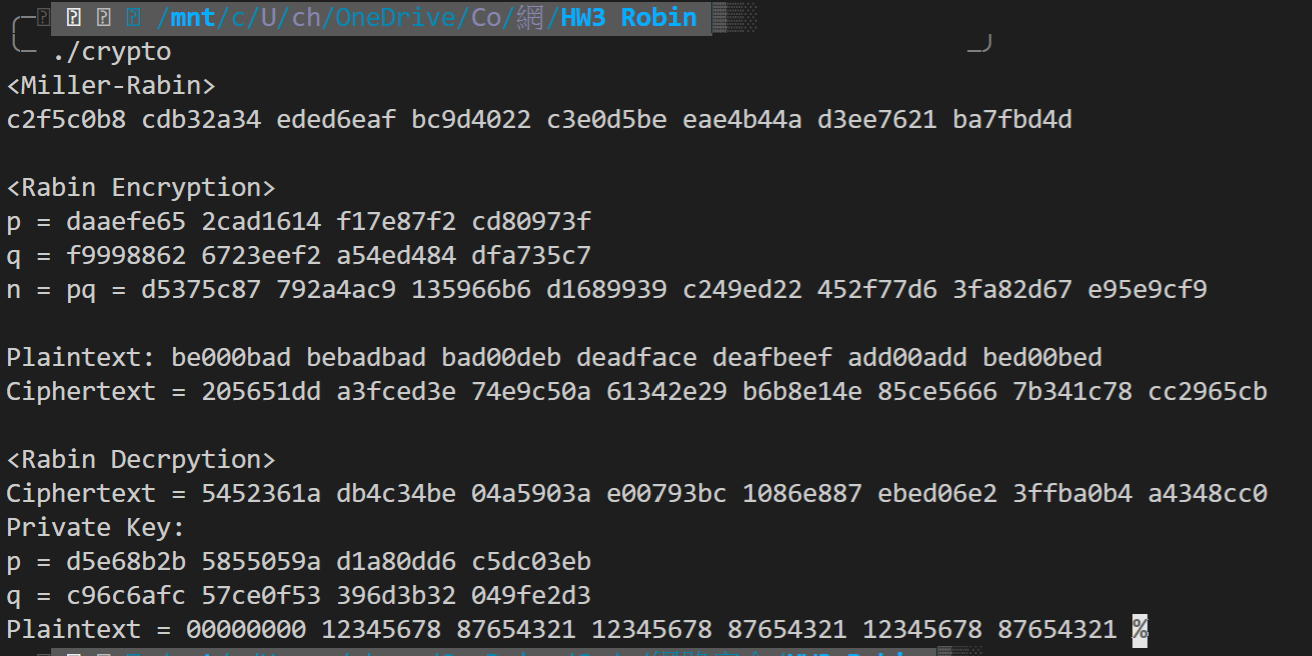 /mnt/c/U/ch/OneDrive/Co/網/HW3 Robin
./crypto
<Miller-Rabin>
c2f5c0b8 cdb32a34 eded6eaf bc9d4022 c3e0d5be eae4b44a d3ee7621 ba7fbd4d
<Rabin Encryption>
p = daaefe65 2cad1614 f17e87f2 cd80973f
q = f9998862 6723eef2 a54ed484 dfa735c7
n = pq = d5375c87 792a4ac9 135966b6 d1689939 c249ed22 452f77d6 3fa82d67 e95e9cf9
Plaintext: be000bad bebadbad bad00deb deadface deafbeef add00add bed00bed
Ciphertext = 205651dd a3fced3e 74e9c50a 61342e29 b6b8e14e 85ce5666 7b341c78 cc2965cb
<Rabin Decrpytion>
Ciphertext = 5452361a db4c34be 04a5903a e00793bc 1086e887 ebed06e2 3ffba0b4 a4348cc0
Private Key:
p = d5e68b2b 5855059a d1a80dd6 c5dc03eb
q = c96c6afc 57ce0f53 396d3b32 049fe2d3
Plaintext = 00000000 12345678 87654321 12345678 87654321 12345678 87654321 %